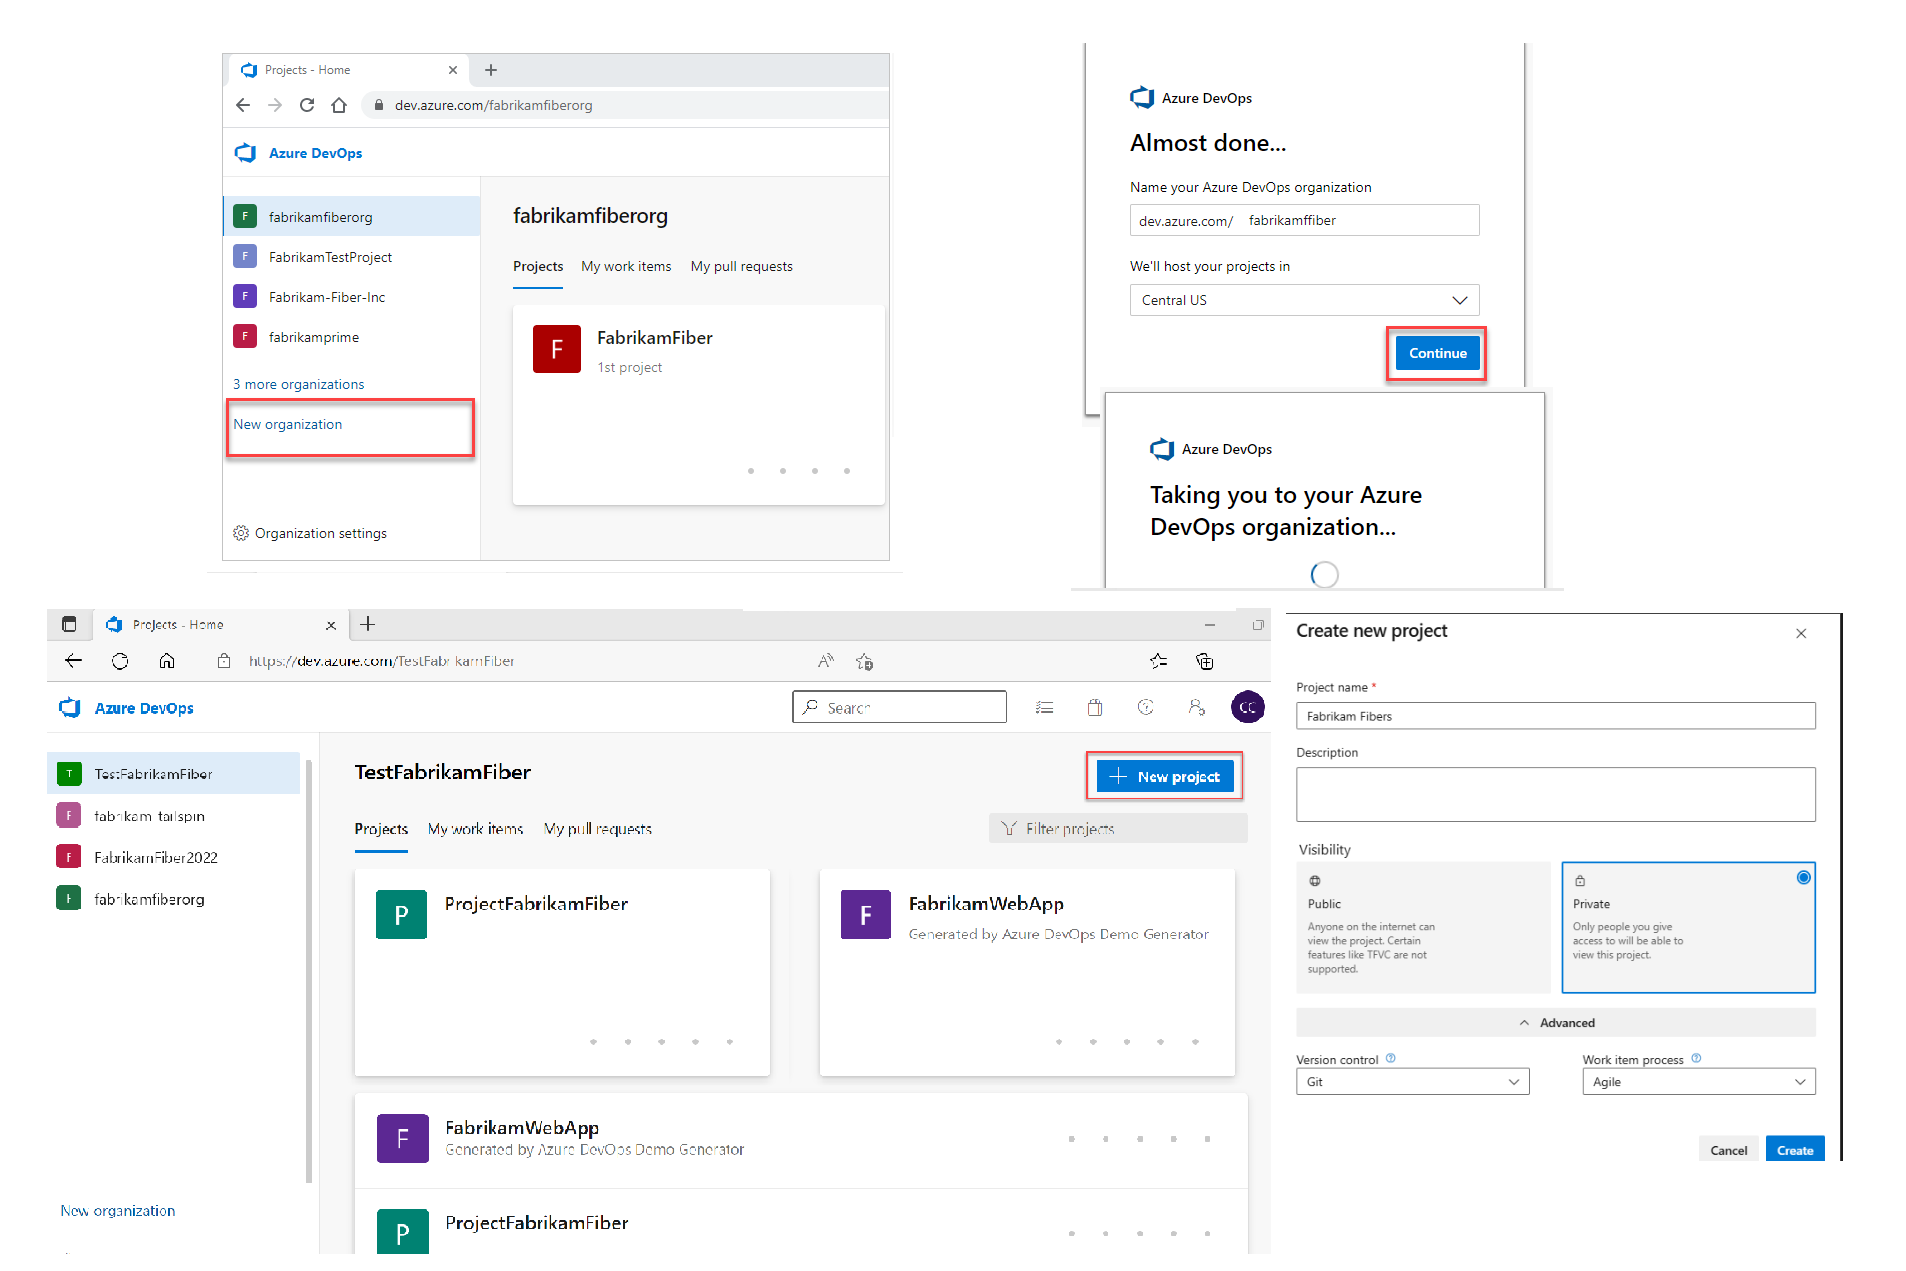 Projects - Home
dev.azure.com/fabrikamfiberorg
Azure DevOps
F fabrikamfiberorg
F FabrikamTestProject
F Fabrikam-Fiber-Inc
F fabrikamprime
3 more organizations
New organization
Organization settings
fabrikamfiberorg
Projects My work items My pull requests
F FabrikamFiber
1st project
Azure DevOps
Almost done...
Name your Azure DevOps organization
dev.azure.com/ fabrikamffiber
We'll host your projects in
Central US
Continue
Azure DevOps
Taking you to your Azure
DevOps organization...
Projects - Home
https://dev.azure.com/TestFabr kamFiber
Azure DevOps
Search
CC
T TestFabrikamFiber
F fabrikam-tailspin
F FabrikamFiber2022
F fabrikamfiberorg
New organization
TestFabrikamFiber
New project
Projects My work items My pull requests
Filter projects
P ProjectFabrikamFiber
F FabrikamWebApp
Generated by Azure DevOps Demo Generator
F FabrikamWebApp
Generated by Azure DevOps Demo Generator
P ProjectFabrikamFiber
Create new project
Project name *
Fabrikam Fibers
Description
Visibility
Public
Anyone on the internet can
view the project. Certain
features like TFVC are not
supported.
Private
Only people you give
access to will be able to
view this project.
Advanced
Version control ?
Git
Work item process ?
Agile
Cancel Create